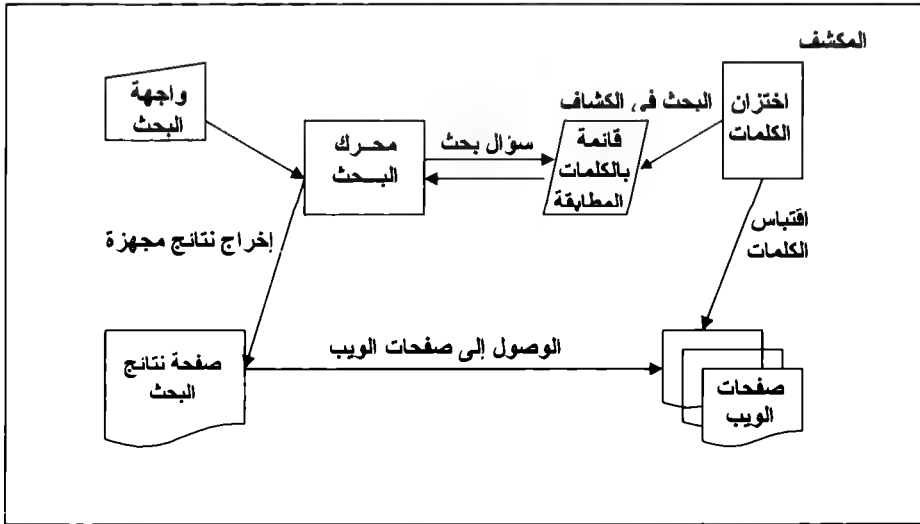 المكشف
واجهة
البحث
اختزان
الكلمات
البحث في الكشاف
محرك
البحث
سؤال بحث
قائمة
بالكلمات
المطابقة
اقتباس
الكلمات
إخراج نتائج مجهزة
صفحة نتائج
البحث
الوصول إلى صفحات الويب
صفحات
الويب